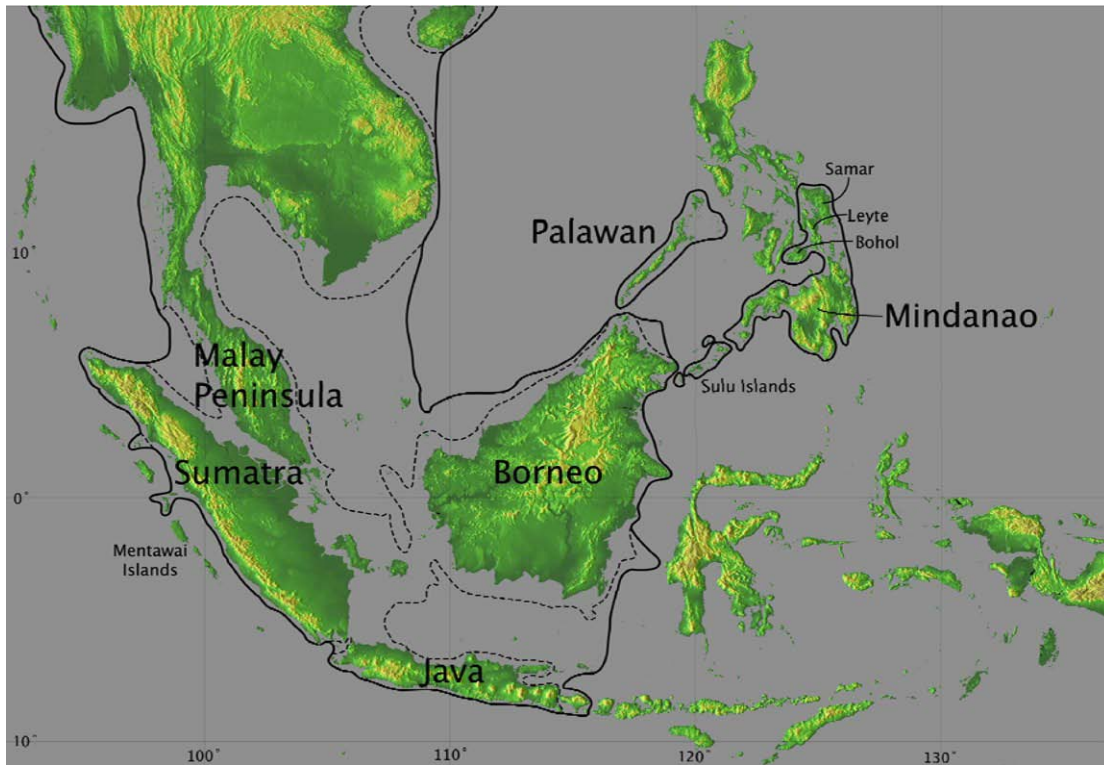 Samar
Palawan
Leyte
Bohol
10°
Mindanao
Malay
Peninsula
Sulu Islands
Sumatra
Borneo
0°
Mentawai
Islands
Java
10°
100°
110°
120°
130°